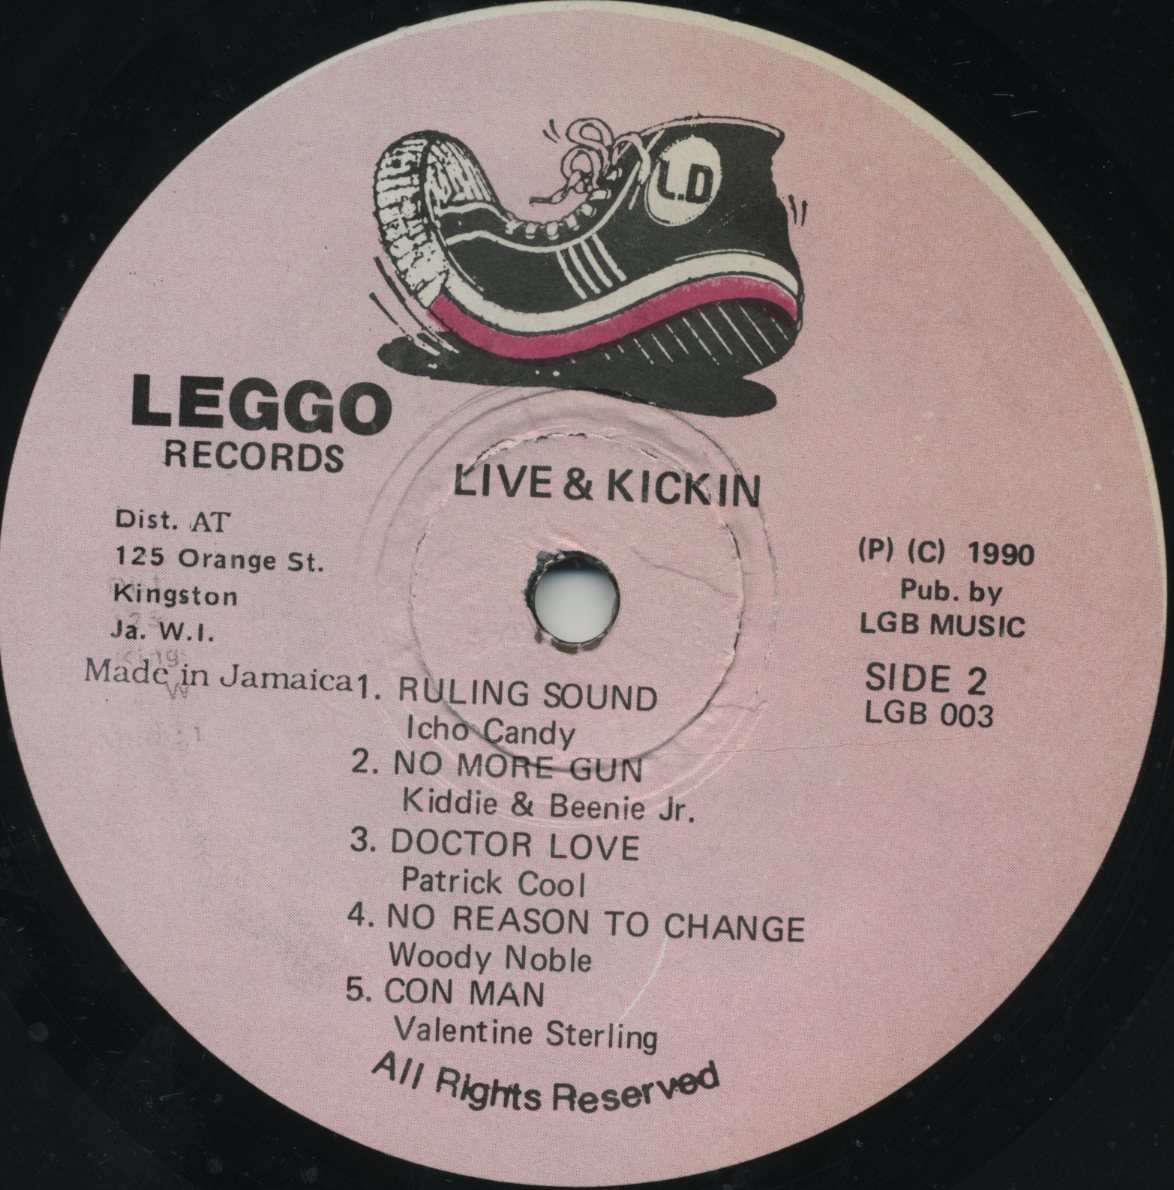 L.D
LEGGO
RECORDS
LIVE & KICKIN
Dist. AT
125 Orange St.
Kingston
Ja. W.I.
Made in Jamaica
(P) (C) 1990
Pub. by
LGB MUSIC
SIDE 2
LGB 003
1. RULING SOUND
Icho Candy
2. NO MORE GUN
Kiddie & Beenie Jr.
3. DOCTOR LOVE
Patrick Cool
4. NO REASON TO CHANGE
Woody Noble
5. CON MAN
Valentine Sterling
All Rights Reserved